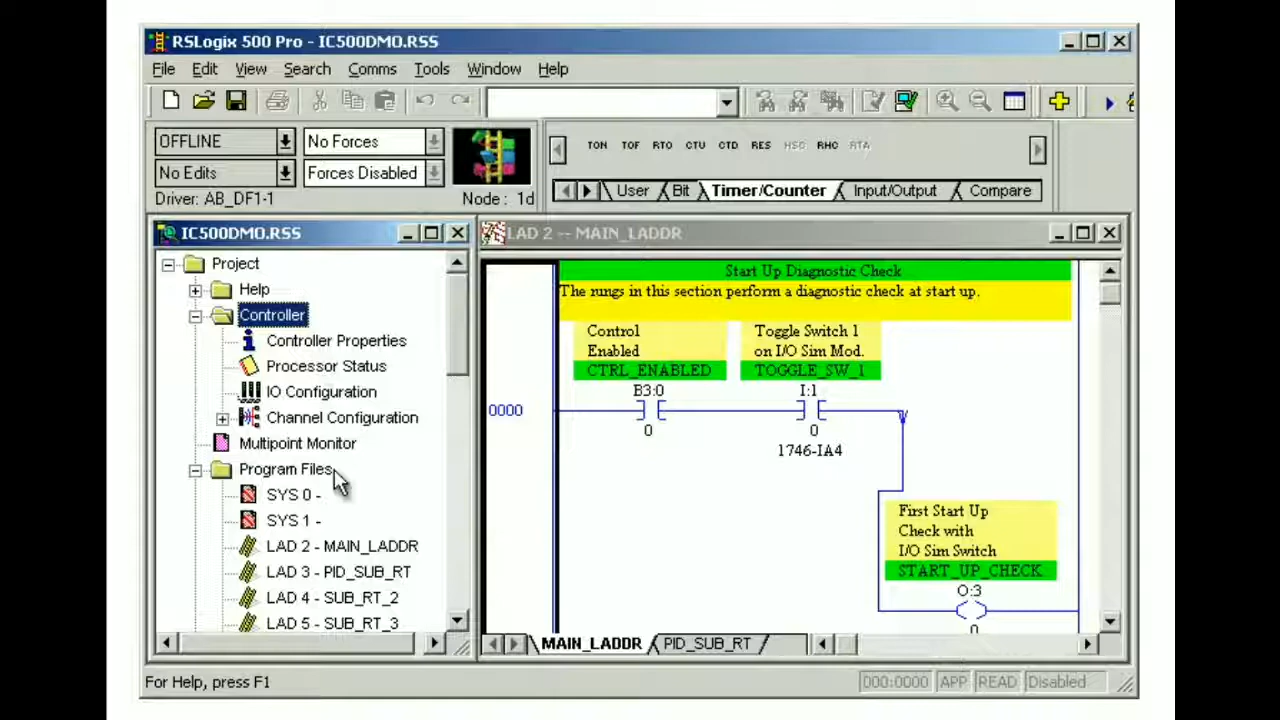 RSLogix 500 Pro - IC500DMO.RSS
File Edit View Search Comms Tools Window Help
OFFLINE No Forces
No Edits Forces Disabled
Driver: AB_DF1-1 Node : 1d
TON TOF RTO CTU CTD RES HSC RHC RTA
User Bit Timer/Counter Input/Output Compare
IC500DMO.RSS
Project
Help
Controller
Controller Properties
Processor Status
IO Configuration
Channel Configuration
Multipoint Monitor
Program Files
SYS 0 -
SYS 1 -
LAD 2 - MAIN_LADDR
LAD 3 - PID_SUB_RT
LAD 4 - SUB_RT_2
LAD 5 - SUB_RT_3
LAD 2 -- MAIN_LADDR
Start Up Diagnostic Check
The rungs in this section perform a diagnostic check at start up.
Control
Enabled
CTRL_ENABLED
B3:0
0
Toggle Switch 1
on I/O Sim Mod.
TOGGLE_SW_1
I:1
0
1746-IA4
0000
First Start Up
Check with
I/O Sim Switch
START_UP_CHECK
O:3
0
MAIN_LADDR PID_SUB_RT
For Help, press F1
000:0000 APP READ Disabled